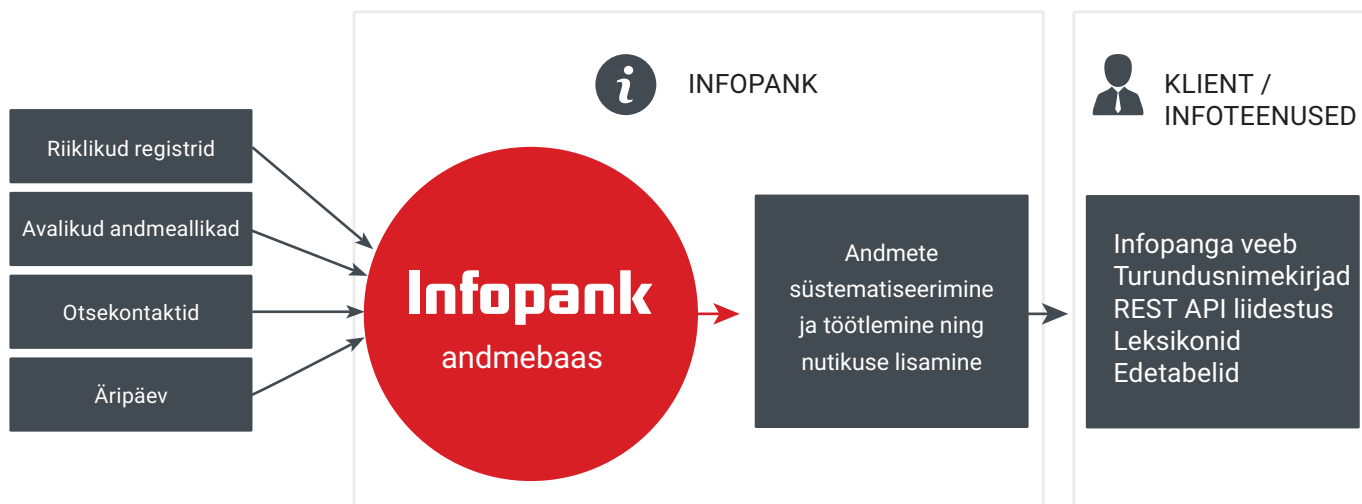 INFOPANK
KLIENT /
INFOTEENUSED
Riiklikud registrid
Avalikud andmeallikad
Otsekontaktid
Äripäev
Infopank
andmebaas
Andmete
süstematiseerimine
ja töötlemine ning
nutikuse lisamine
Infopanga veeb
Turundusnimekirjad
REST API liidestus
Leksikonid
Edetabelid